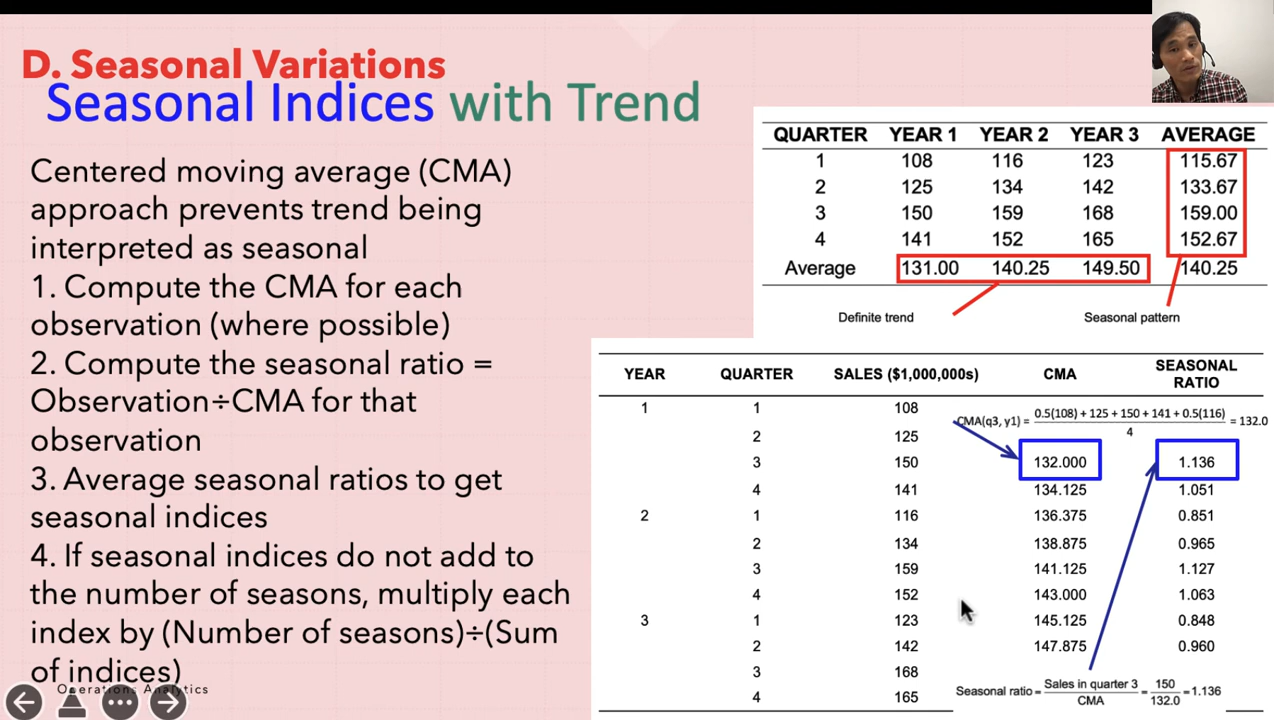 D. Seasonal Variations
Seasonal Indices with Trend
Centered moving average (CMA)
approach prevents trend being
interpreted as seasonal
1. Compute the CMA for each
observation (where possible)
2. Compute the seasonal ratio =
Observation÷CMA for that
observation
3. Average seasonal ratios to get
seasonal indices
4. If seasonal indices do not add to
the number of seasons, multiply each
index by (Number of seasons)÷(Sum
of indices)
Operations Analytics
QUARTER YEAR 1 YEAR 2 YEAR 3 AVERAGE
1 108 116 123 115.67
2 125 134 142 133.67
3 150 159 168 159.00
4 141 152 165 152.67
Average 131.00 140.25 149.50 140.25
Definite trend Seasonal pattern
YEAR QUARTER SALES ($1,000,000s) CMA SEASONAL RATIO
1 1 108
CMA(q3, y1) = 0.5(108) + 125 + 150 + 141 + 0.5(116) / 4 = 132.0
2 125
3 150 132.000 1.136
4 141 134.125 1.051
2 1 116 136.375 0.851
2 134 138.875 0.965
3 159 141.125 1.127
4 152 143.000 1.063
3 1 123 145.125 0.848
2 142 147.875 0.960
3 168
4 165
Seasonal ratio = Sales in quarter 3 / CMA = 150 / 132.0 = 1.136